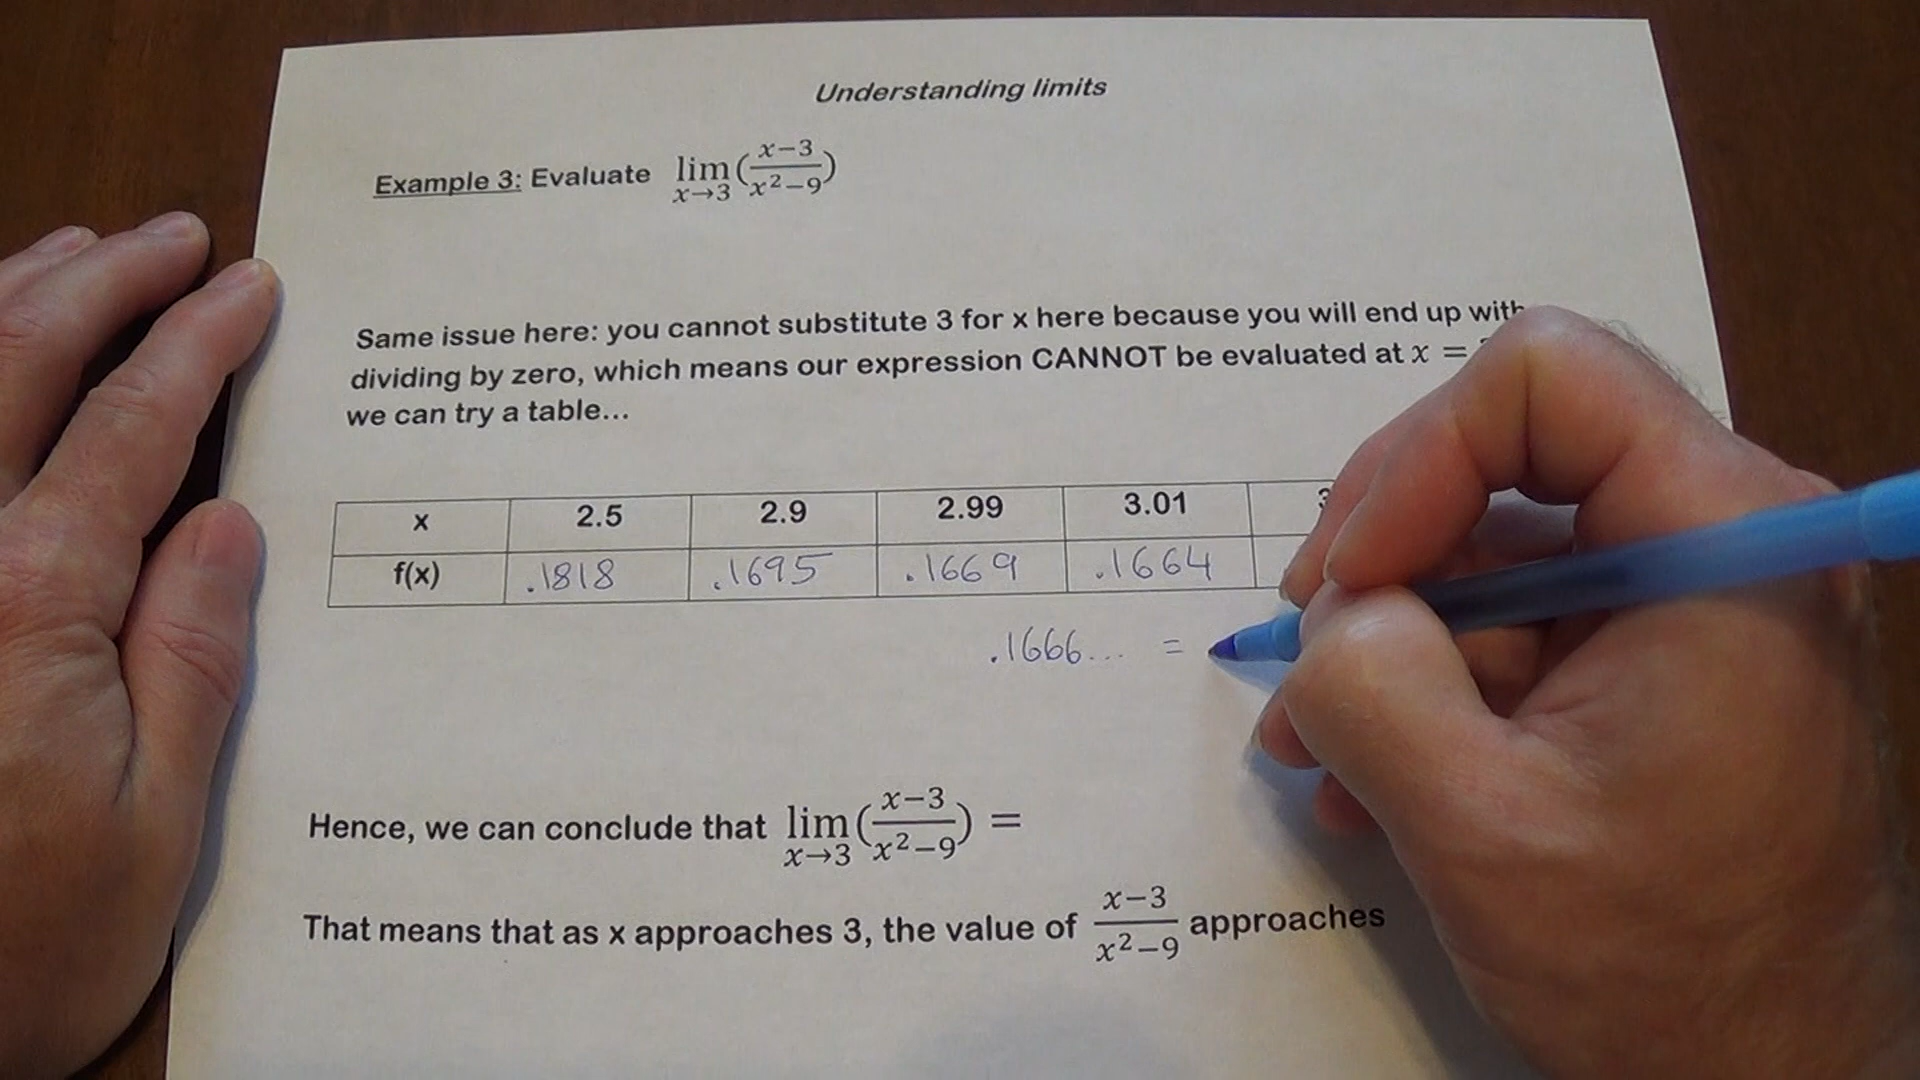 Understanding limits
Example 3: Evaluate lim x→3 (x−3 / x²−9)
Same issue here: you cannot substitute 3 for x here because you will end up with
dividing by zero, which means our expression CANNOT be evaluated at x =
we can try a table...
x 2.5 2.9 2.99 3.01
f(x) .1818 .1695 .1669 .1664
.1666... =
Hence, we can conclude that lim x→3 (x−3 / x²−9) =
That means that as x approaches 3, the value of x−3 / x²−9 approaches